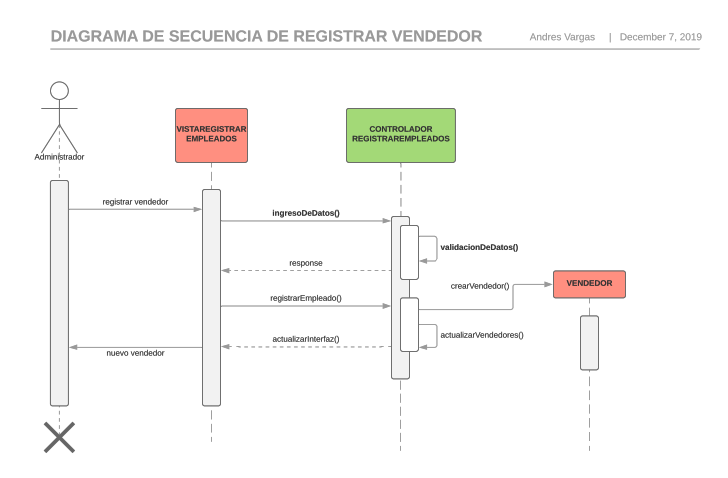 DIAGRAMA DE SECUENCIA DE REGISTRAR VENDEDOR
Andres Vargas | December 7, 2019
Administrador
VISTAREGISTRAR
EMPLEADOS
CONTROLADOR
REGISTRAREMPLEADOS
registrar vendedor
ingresoDeDatos()
validacionDeDatos()
response
crearVendedor()
VENDEDOR
registrarEmpleado()
actualizarVendedores()
actualizarInterfaz()
nuevo vendedor